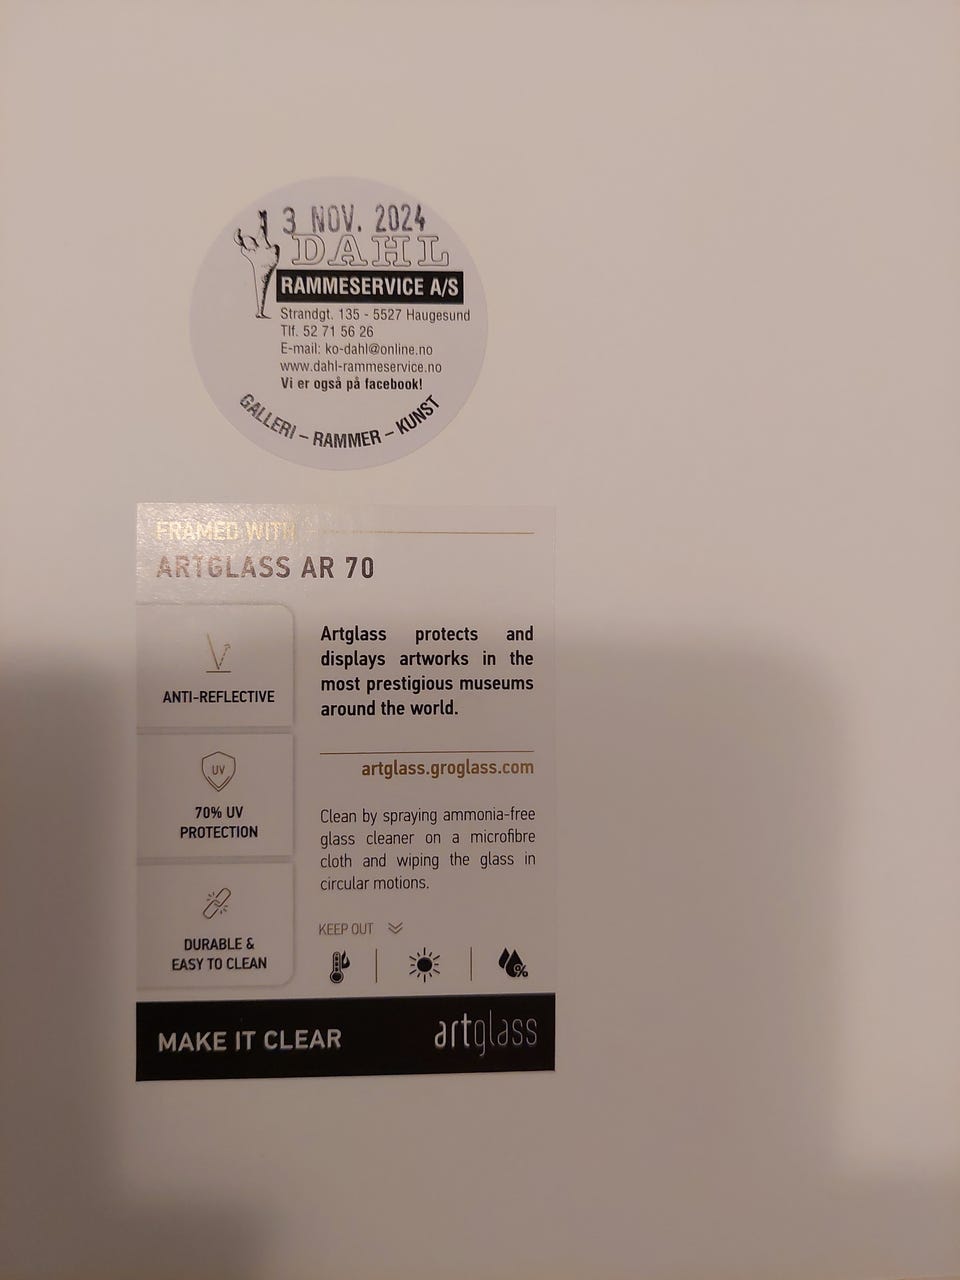 3 NOV. 2024
DAHL
RAMMESERVICE A/S
Strandgt. 135 - 5527 Haugesund
Tlf. 52 71 56 26
E-mail: ko-dahl@online.no
www.dahl-rammeservice.no
Vi er også på facebook!
GALLERI – RAMMER – KUNST
FRAMED WITH
ARTGLASS AR 70
ANTI-REFLECTIVE
UV
70% UV
PROTECTION
DURABLE &
EASY TO CLEAN
Artglass protects and
displays artworks in the
most prestigious museums
around the world.
artglass.groglass.com
Clean by spraying ammonia-free
glass cleaner on a microfibre
cloth and wiping the glass in
circular motions.
KEEP OUT
%
MAKE IT CLEAR
artglass